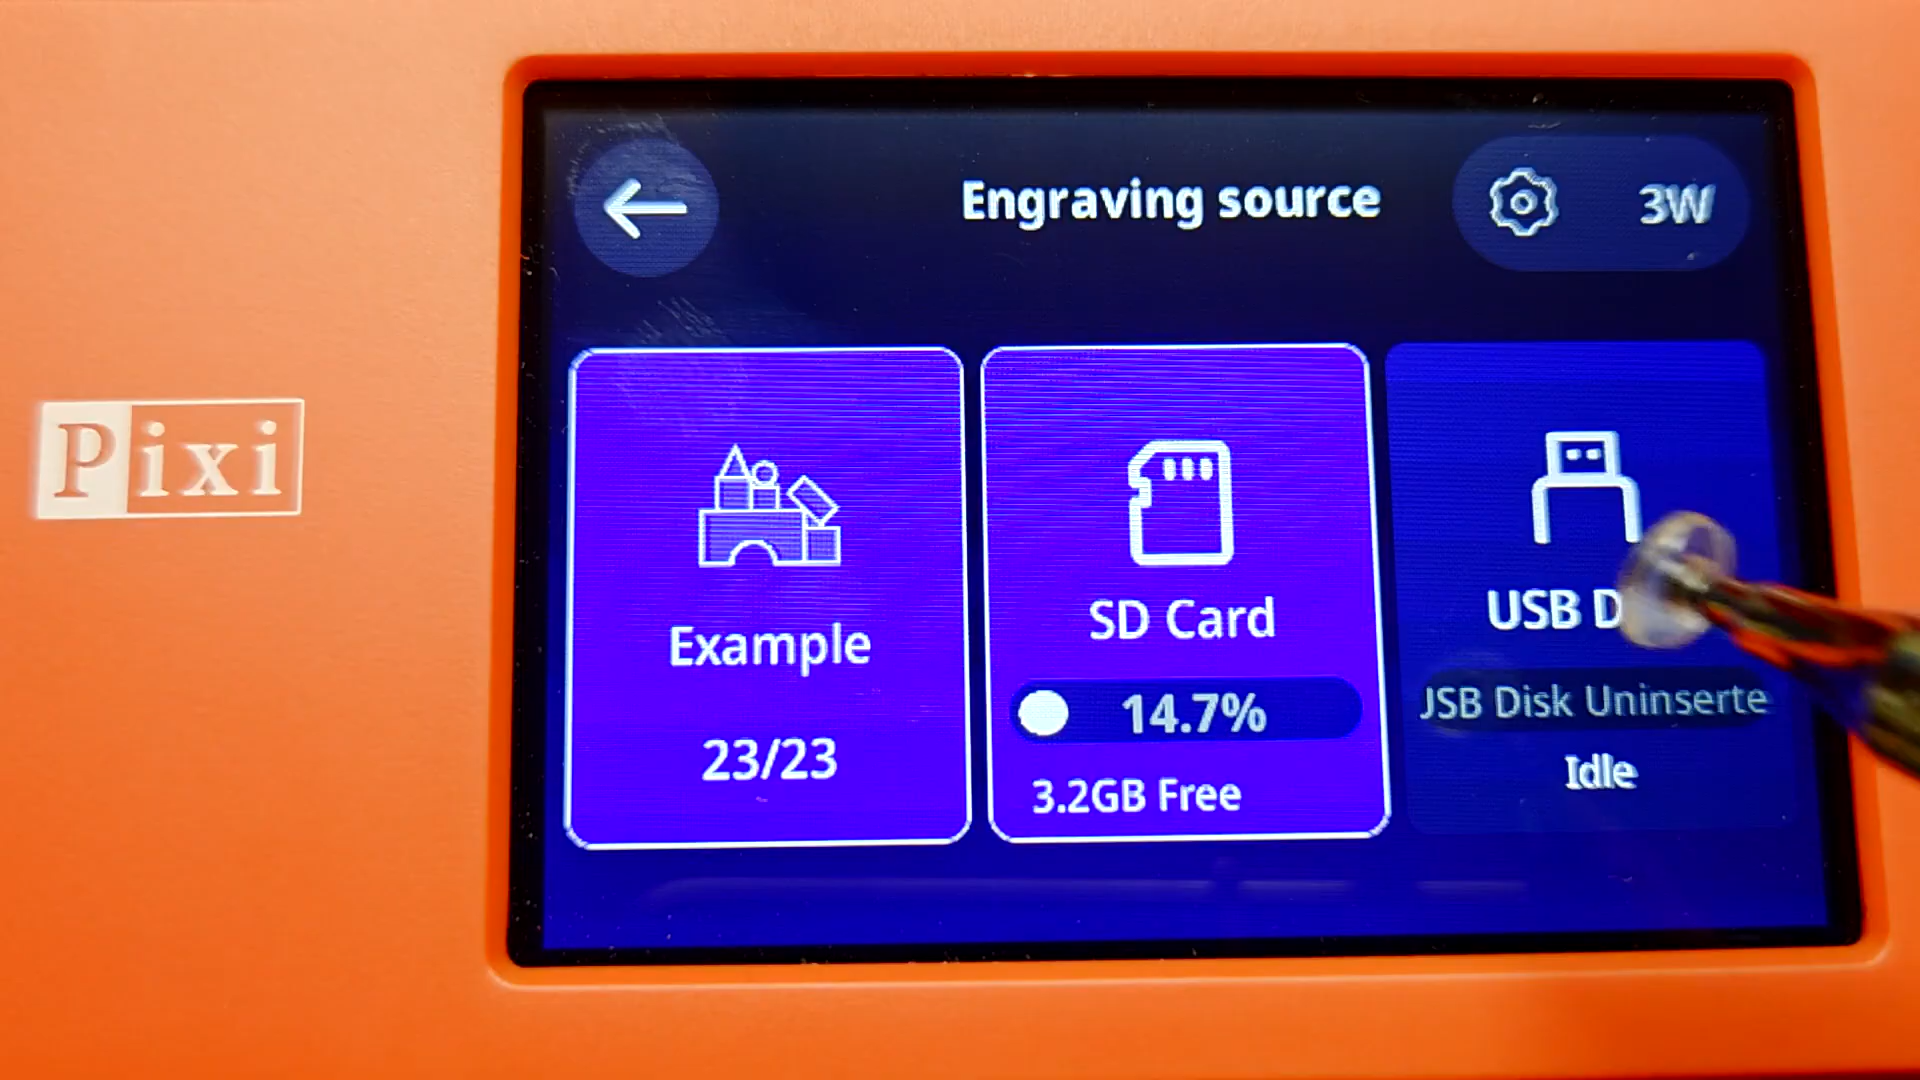 Engraving source
3W
Pixi
Example
23/23
SD Card
14.7%
3.2GB Free
USB D
JSB Disk Uninserte
Idle